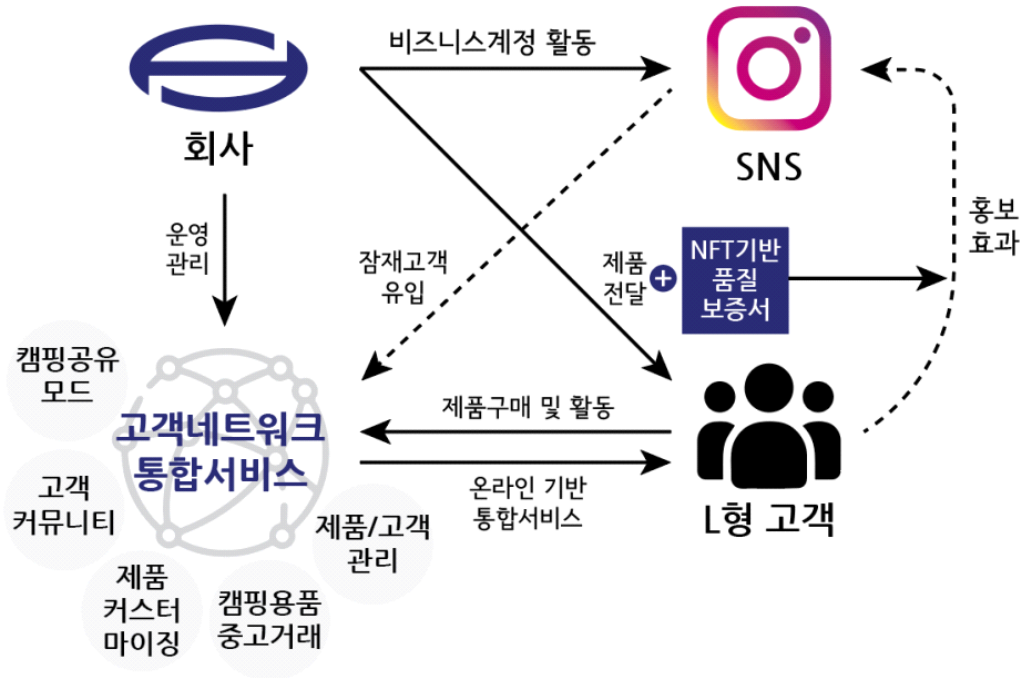 비즈니스계정 활동
회사
SNS
운영
관리
잠재고객
유입
제품
전달
NFT기반
품질
보증서
홍보
효과
캠핑공유
모드
고객네트워크
통합서비스
제품구매 및 활동
온라인 기반
통합서비스
L형 고객
고객
커뮤니티
제품/고객
관리
제품
커스터
마이징
캠핑용품
중고거래